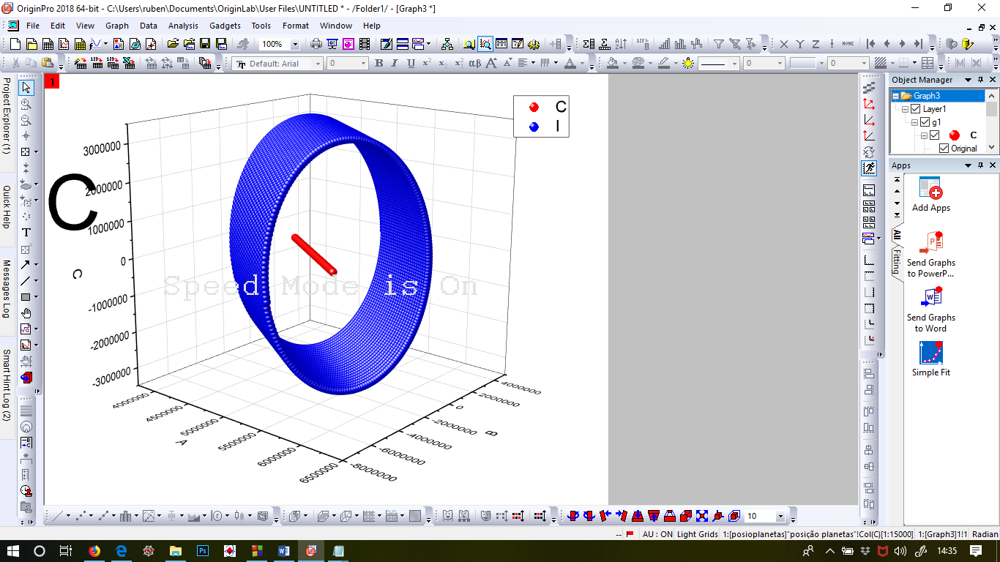 OriginPro 2018 64-bit - C:\Users\ruben\Documents\OriginLab\User Files\UNTITLED * - /Folder1/ - [Graph3 *]
File Edit View Graph Data Analysis Gadgets Tools Format Window Help
100%
X Y Z HOME
Default: Arial 0 B I U αβ A A A 0 0
Project Explorer (1)
Quick Help
Messages Log
Smart Hint Log (2)
1
C
I
3000000
2000000
1000000
0
-1000000
-2000000
-3000000
C
C
Speed Mode is On
4000000
4500000
5000000
5500000
6000000
6500000
A
4000000
2000000
0
-2000000
-4000000
-6000000
-8000000
B
Object Manager
Graph3
Layer1
g1
C
Original
Apps
All
Fitting
Add Apps
Send Graphs
to PowerP...
Send Graphs
to Word
Simple Fit
10
-- AU : ON Light Grids 1:[posioplanetas]"posição planetas"!Col(C)[1:15000] 1:[Graph3]1!1 Radian
14:35